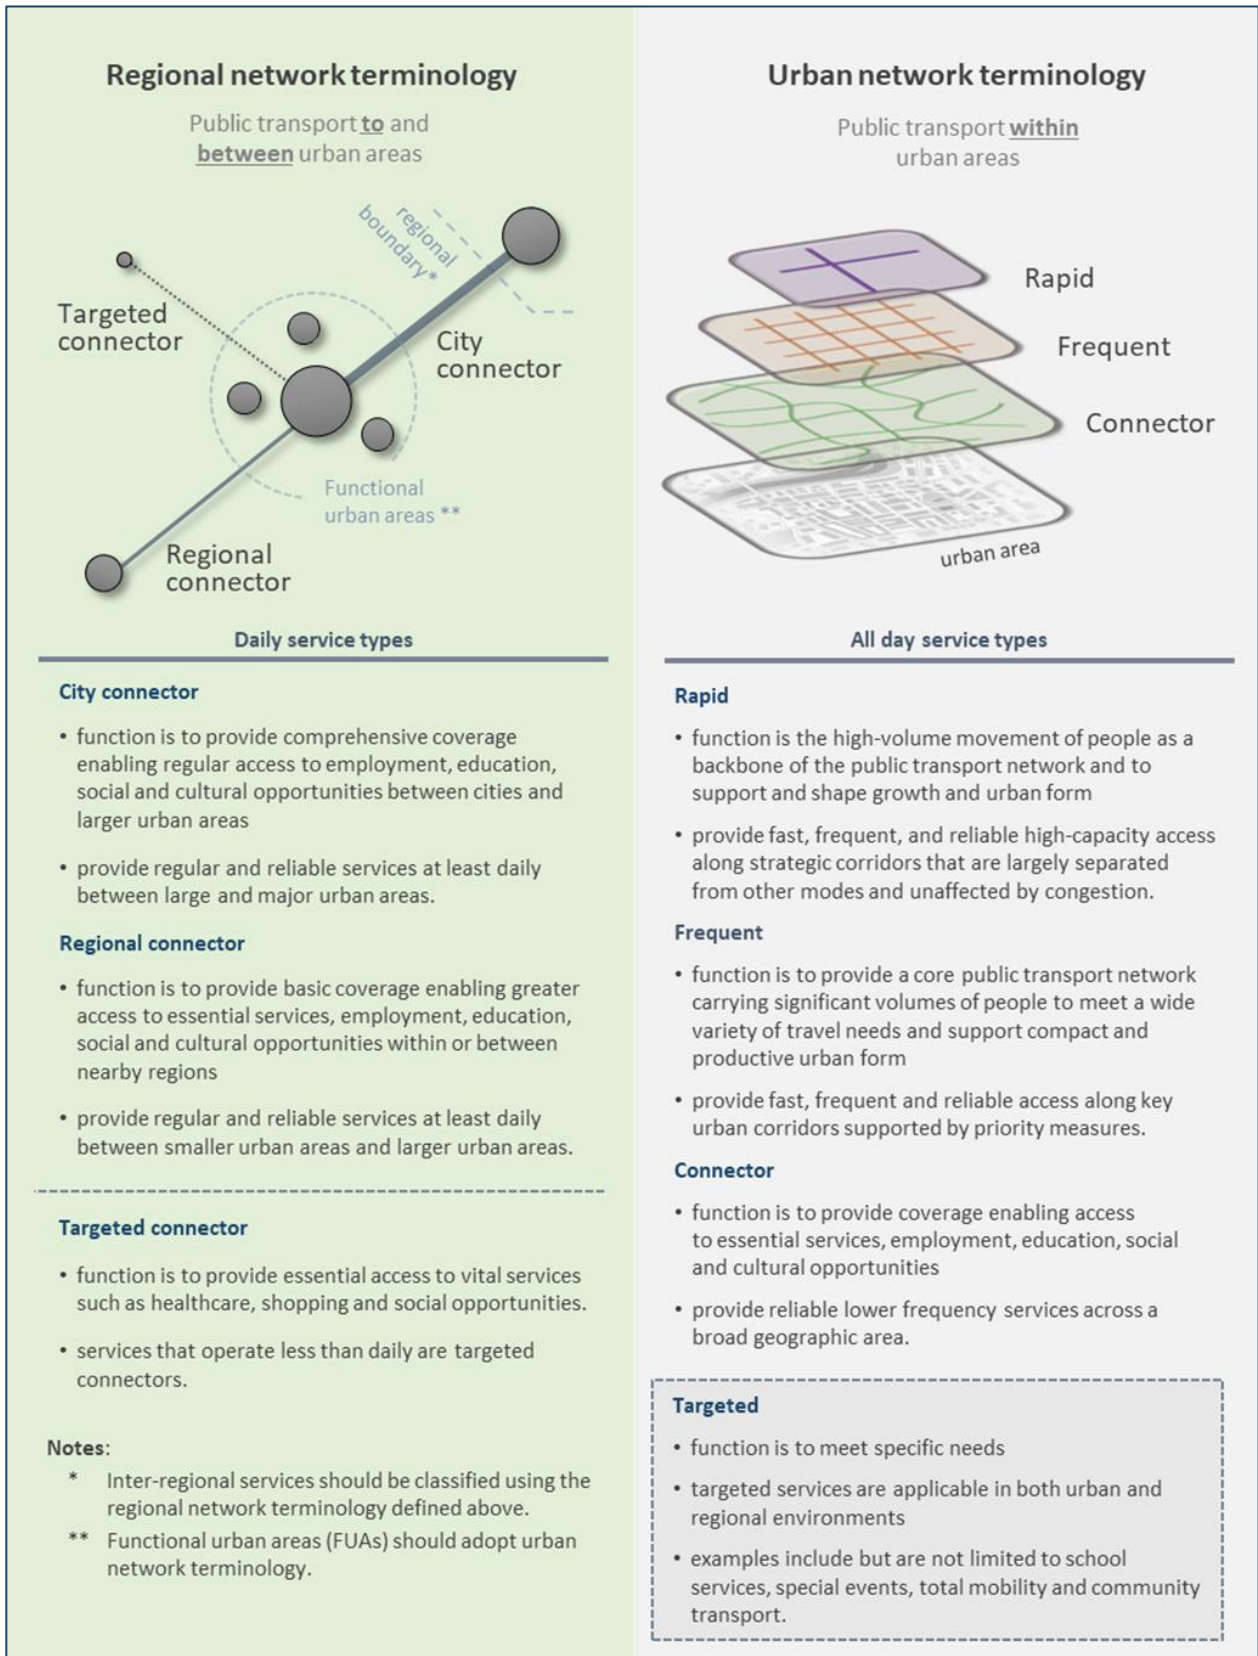 Regional network terminology
Public transport to and
between urban areas
regional
boundary*
Targeted
connector
City
connector
Functional
urban areas **
Regional
connector
Daily service types
City connector
• function is to provide comprehensive coverage
enabling regular access to employment, education,
social and cultural opportunities between cities and
larger urban areas
• provide regular and reliable services at least daily
between large and major urban areas.
Regional connector
• function is to provide basic coverage enabling greater
access to essential services, employment, education,
social and cultural opportunities within or between
nearby regions
• provide regular and reliable services at least daily
between smaller urban areas and larger urban areas.
Targeted connector
• function is to provide essential access to vital services
such as healthcare, shopping and social opportunities.
• services that operate less than daily are targeted
connectors.
Notes:
* Inter-regional services should be classified using the
regional network terminology defined above.
** Functional urban areas (FUAs) should adopt urban
network terminology.
Urban network terminology
Public transport within
urban areas
Rapid
Frequent
Connector
urban area
All day service types
Rapid
• function is the high-volume movement of people as a
backbone of the public transport network and to
support and shape growth and urban form
• provide fast, frequent, and reliable high-capacity access
along strategic corridors that are largely separated
from other modes and unaffected by congestion.
Frequent
• function is to provide a core public transport network
carrying significant volumes of people to meet a wide
variety of travel needs and support compact and
productive urban form
• provide fast, frequent and reliable access along key
urban corridors supported by priority measures.
Connector
• function is to provide coverage enabling access
to essential services, employment, education, social
and cultural opportunities
• provide reliable lower frequency services across a
broad geographic area.
Targeted
• function is to meet specific needs
• targeted services are applicable in both urban and
regional environments
• examples include but are not limited to school
services, special events, total mobility and community
transport.